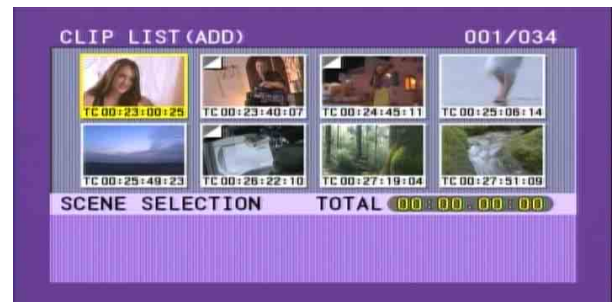 CLIP LIST(ADD) 001/034
TC 00:23:00:25 TC 00:23:40:07 TC 00:24:45:11 TC 00:25:06:14
TC 00:25:49:23 TC 00:26:22:10 TC 00:27:19:04 TC 00:27:51:09
SCENE SELECTION TOTAL 00:00.00:00